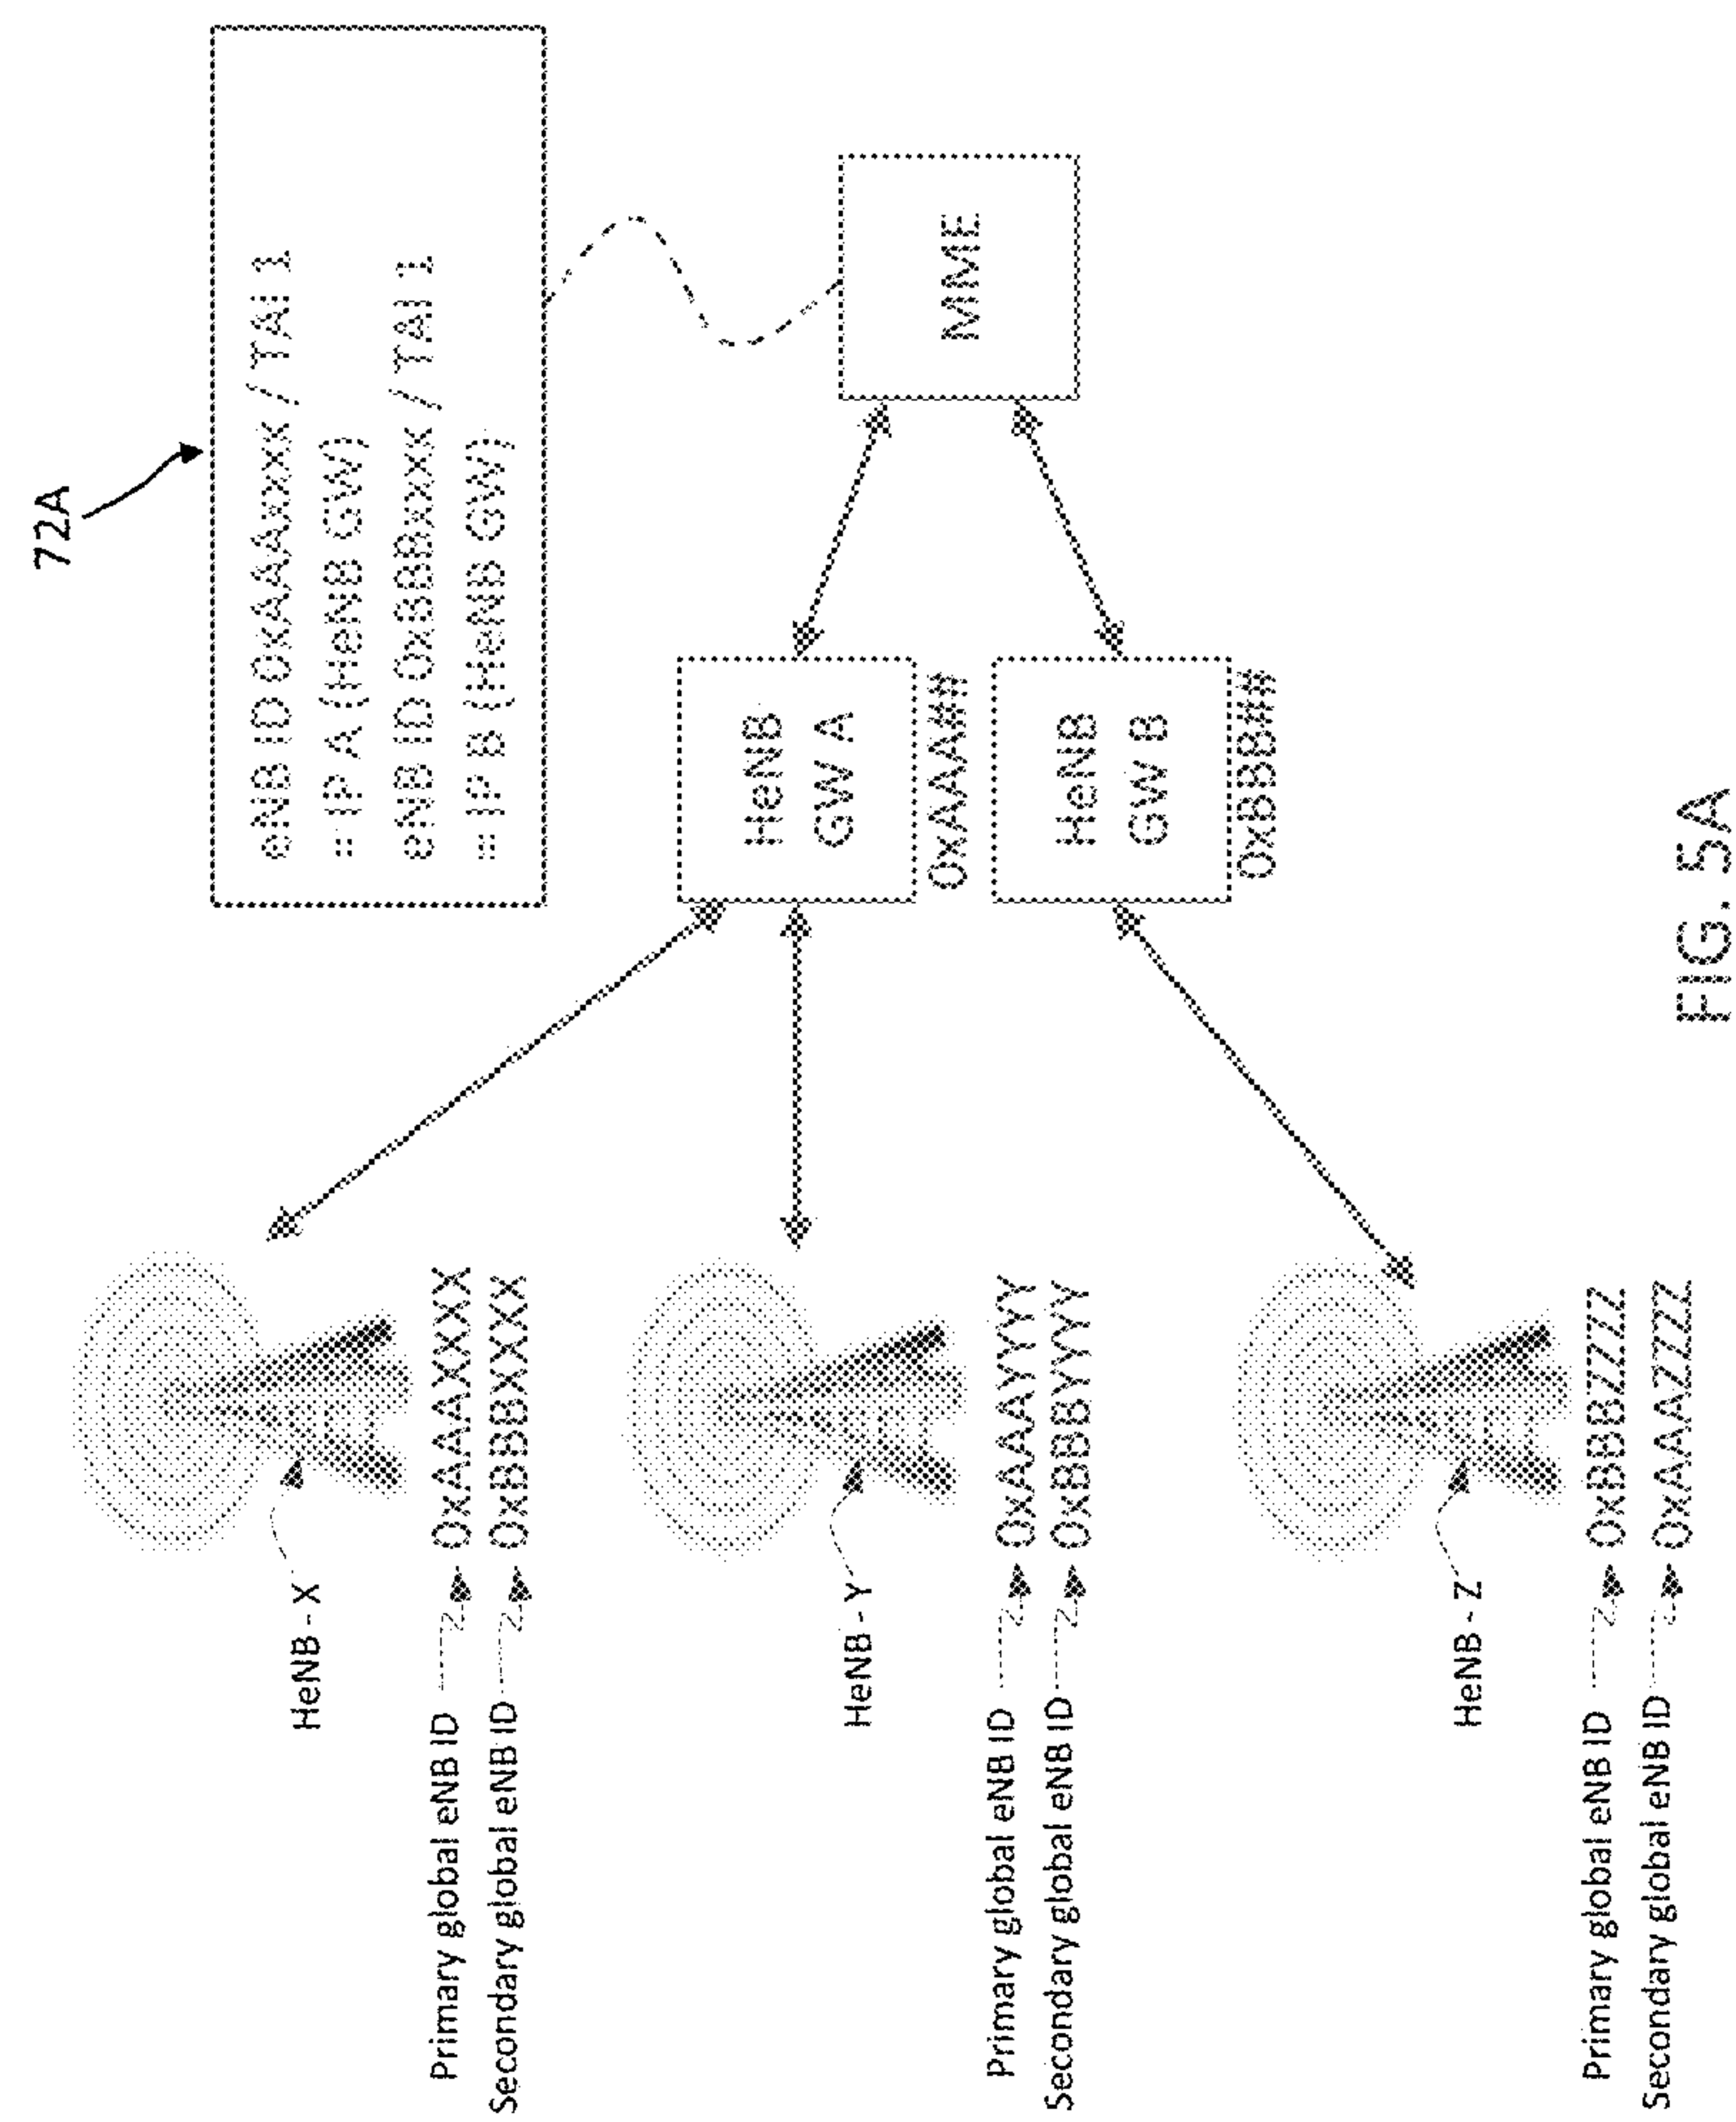 72A
eNB ID 0xAAAxxxx / TAI 1
= IP A (HeNB GW)
eNB ID 0xBBBxxxx / TAI 1
= IP B (HeNB GW)
MME
HeNB
GW A
0xAAA##
HeNB
GW B
0xBBB##
HeNB - X
Primary global eNB ID
0xAAAXXXX
Secondary global eNB ID
0xBBBXXXX
HeNB - Y
Primary global eNB ID
0xAAAYYYY
Secondary global eNB ID
0xBBBYYYY
HeNB - Z
Primary global eNB ID
0xBBBZZZZ
Secondary global eNB ID
0xAAAZZZZ
FIG. 5A